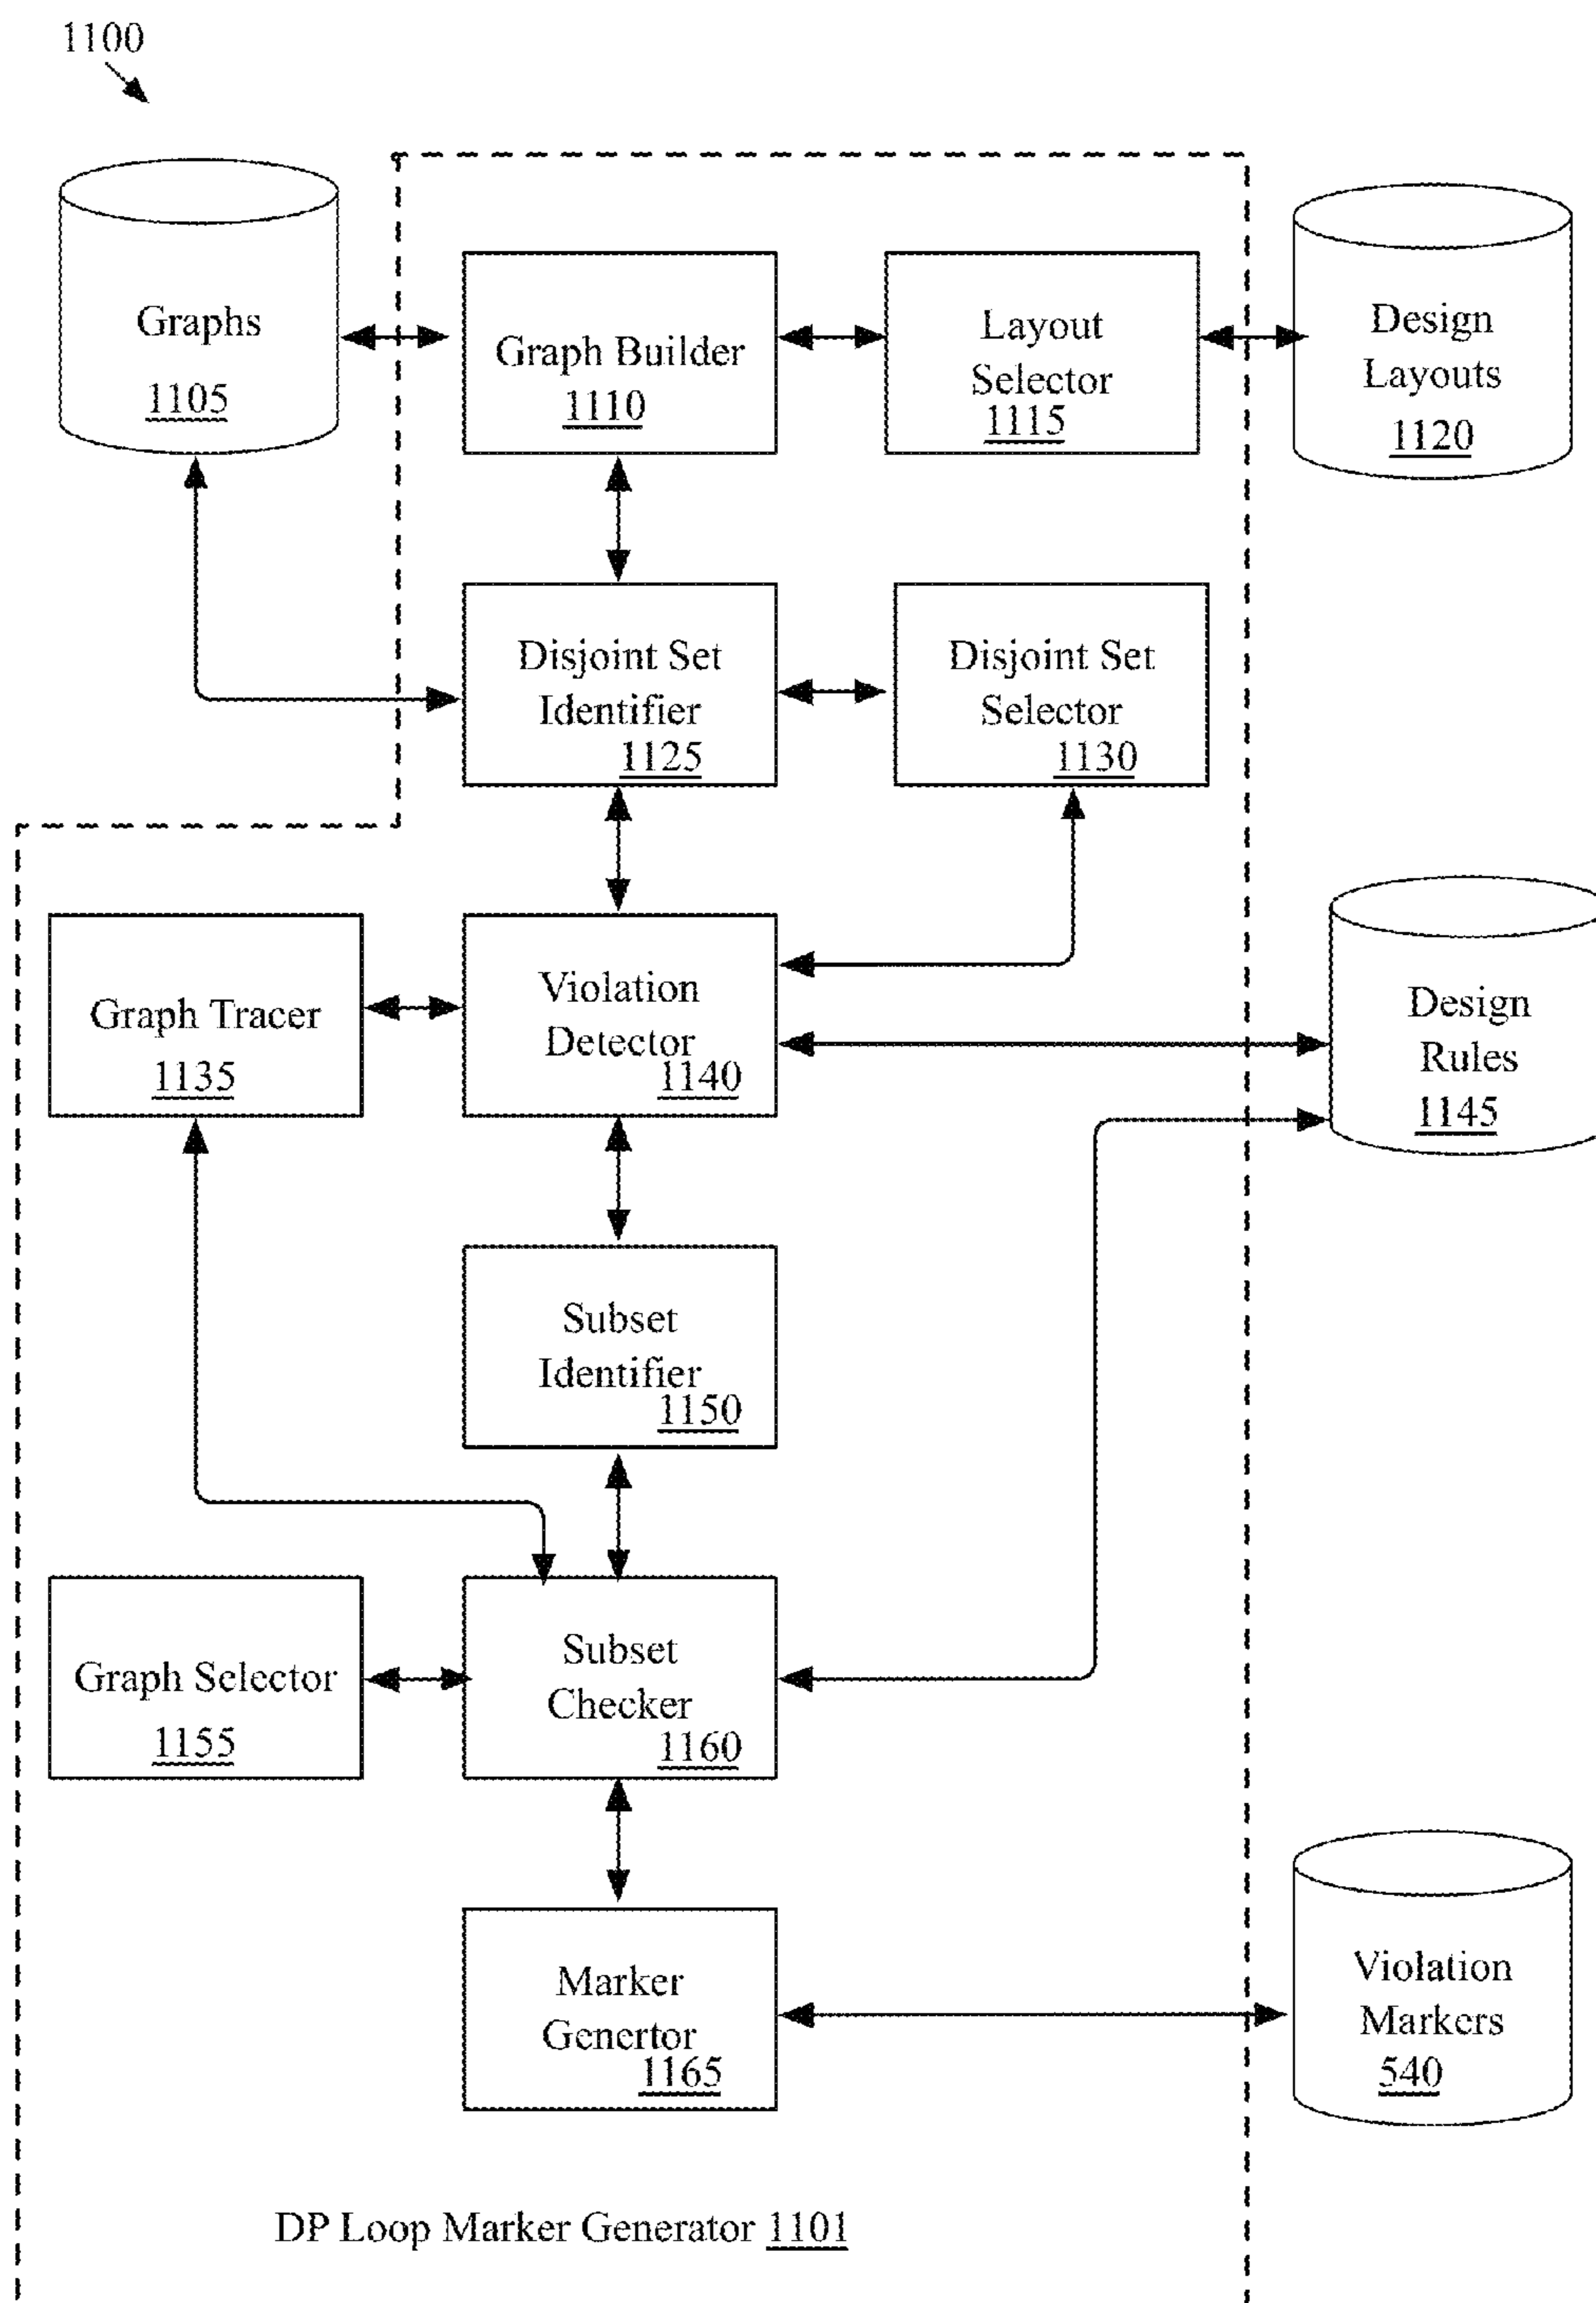 1100
Graphs
1105
Graph Builder
1110
Layout
Selector
1115
Design
Layouts
1120
Disjoint Set
Identifier
1125
Disjoint Set
Selector
1130
Graph Tracer
1135
Violation
Detector
1140
Design
Rules
1145
Subset
Identifier
1150
Graph Selector
1155
Subset
Checker
1160
Marker
Genertor
1165
Violation
Markers
540
DP Loop Marker Generator 1101